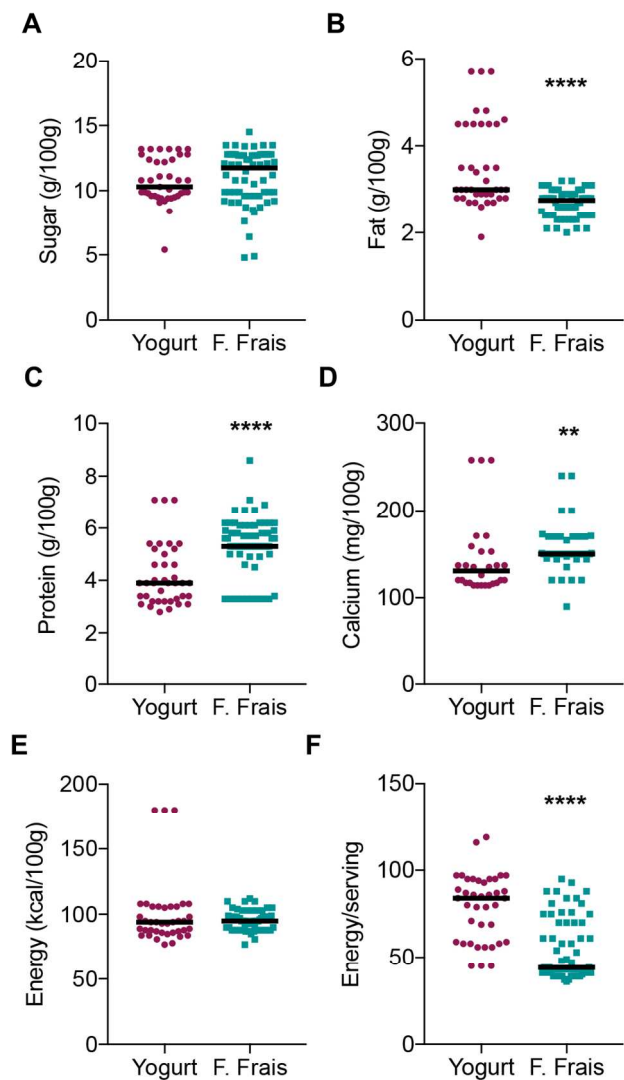 A
Sugar (g/100g)
20
15
10
5
0
Yogurt F. Frais
B
Fat (g/100g)
6
4
2
0
****
Yogurt F. Frais
C
Protein (g/100g)
10
8
6
4
2
0
****
Yogurt F. Frais
D
Calcium (mg/100g)
300
200
100
0
**
Yogurt F. Frais
E
Energy (kcal/100g)
200
150
100
50
0
Yogurt F. Frais
F
Energy/serving
150
100
50
0
****
Yogurt F. Frais